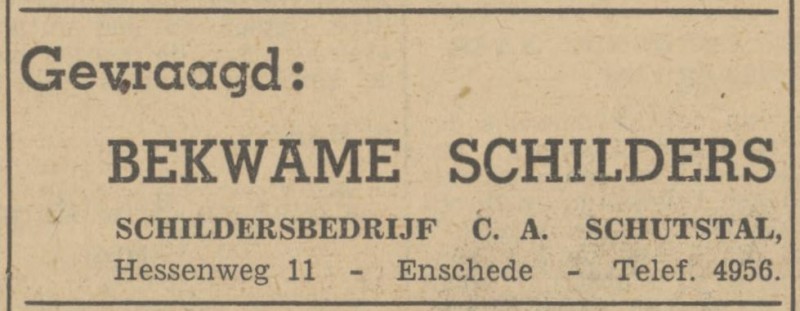 Gevraagd:
BEKWAME SCHILDERS
SCHILDERSBEDRIJF C. A. SCHUTSTAL,
Hessenweg 11 - Enschede - Telef. 4956.